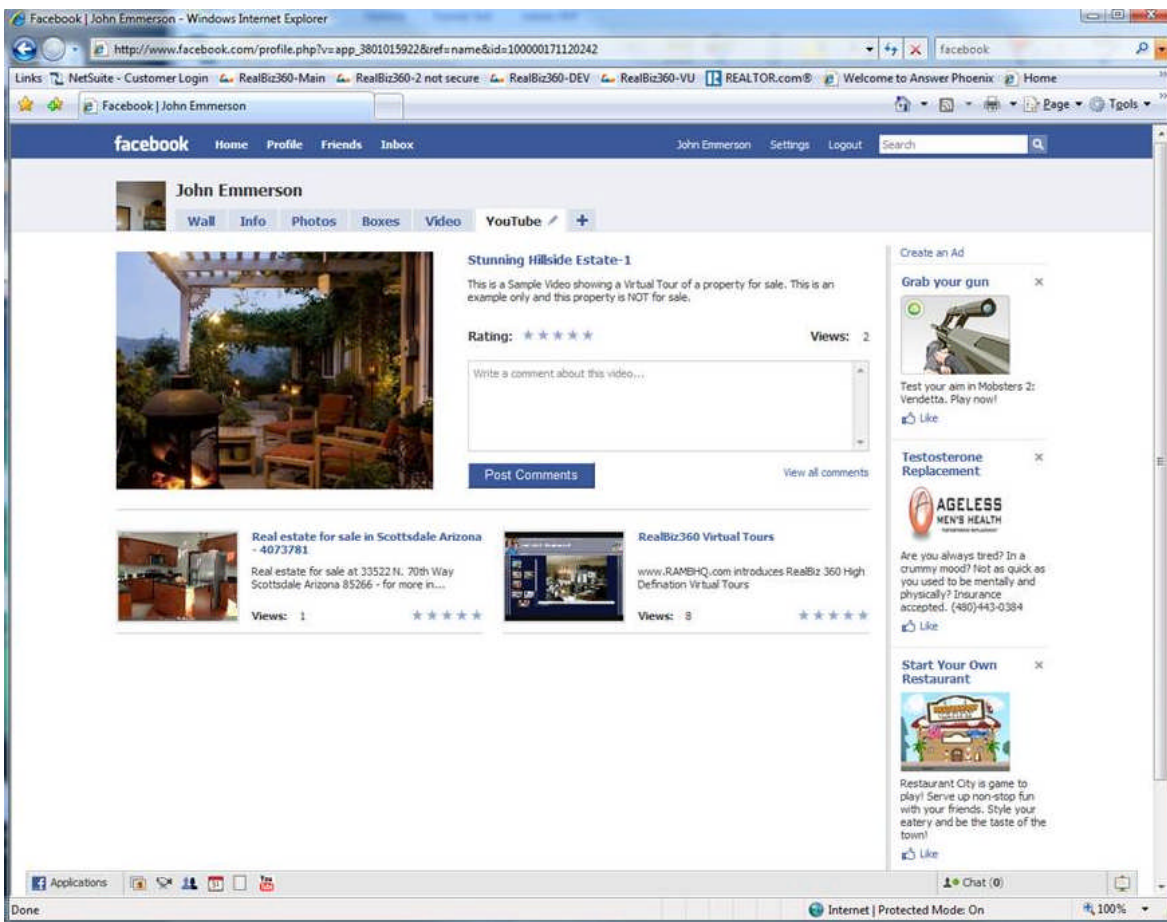 Facebook | John Emmerson - Windows Internet Explorer
http://www.facebook.com/profile.php?v=app_3801015922&ref=name&id=100000171120242
facebook
Links NetSuite - Customer Login RealBiz360-Main RealBiz360-2 not secure RealBiz360-DEV RealBiz360-VU REALTOR.com® Welcome to Answer Phoenix Home
Facebook | John Emmerson
Page Tools
facebook Home Profile Friends Inbox John Emmerson Settings Logout Search
John Emmerson
Wall Info Photos Boxes Video YouTube +
Stunning Hillside Estate-1
This is a Sample Video showing a Virtual Tour of a property for sale. This is an
example only and this property is NOT for sale.
Rating: Views: 2
Write a comment about this video...
Post Comments View all comments
Real estate for sale in Scottsdale Arizona
- 4073781
Real estate for sale at 33522 N. 70th Way
Scottsdale Arizona 85266 - for more in...
Views: 1
RealBiz360 Virtual Tours
www.RAMBHQ.com introduces RealBiz 360 High
Defination Virtual Tours
Views: 8
Create an Ad
Grab your gun
Test your aim in Mobsters 2:
Vendetta. Play now!
Like
Testosterone
Replacement
AGELESS
MEN'S HEALTH
Are you always tired? In a
crummy mood? Not as quick as
you used to be mentally and
physically? Insurance
accepted. (480)443-0384
Like
Start Your Own
Restaurant
Restaurant City is game to
play! Serve up non-stop fun
with your friends. Style your
eatery and be the taste of the
town!
Like
Applications 31 You Tube Chat (0)
Done Internet | Protected Mode: On 100%